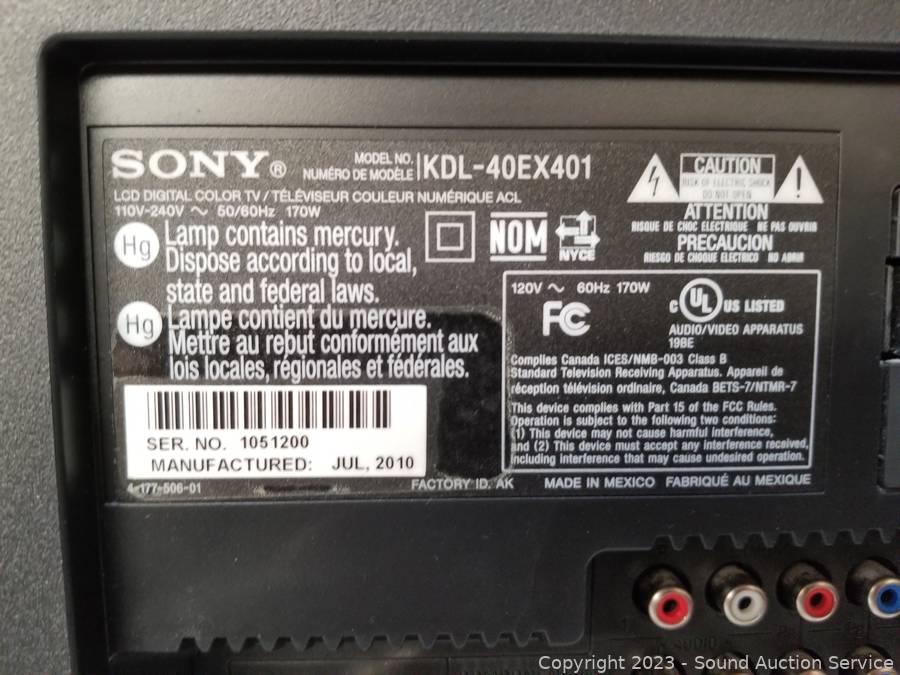 SONY®
MODEL NO.
NUMÉRO DE MODÈLE
KDL-40EX401
LCD DIGITAL COLOR TV / TÉLÉVISEUR COULEUR NUMÉRIQUE ACL
110V-240V ~ 50/60Hz 170W
Hg
Lamp contains mercury.
Dispose according to local,
state and federal laws.
Hg
Lampe contient du mercure.
Mettre au rebut conformément aux
lois locales, régionales et fédérales.
NOM
NYCE
CAUTION
RISK OF ELECTRIC SHOCK
DO NOT OPEN
ATTENTION
RISQUE DE CHOC ELECTRIQUE NE PAS OUVRIR
PRECAUCION
RIESGO DE CHOQUE ELECTRICO NO ABRIR
120V ~ 60Hz 170W
FC
C UL US LISTED
AUDIO/VIDEO APPARATUS
19BE
Complies Canada ICES/NMB-003 Class B
Standard Television Receiving Apparatus. Appareil de
réception télévision ordinaire, Canada BETS-7/NTMR-7
This device complies with Part 15 of the FCC Rules.
Operation is subject to the following two conditions:
(1) This device may not cause harmful interference,
and (2) This device must accept any interference received,
including interference that may cause undesired operation.
SER. NO. 1051200
MANUFACTURED: JUL, 2010
4-177-506-01
FACTORY ID. AK
MADE IN MEXICO FABRIQUÉ AU MEXIQUE
AUDIO
Copyright 2023 - Sound Auction Service